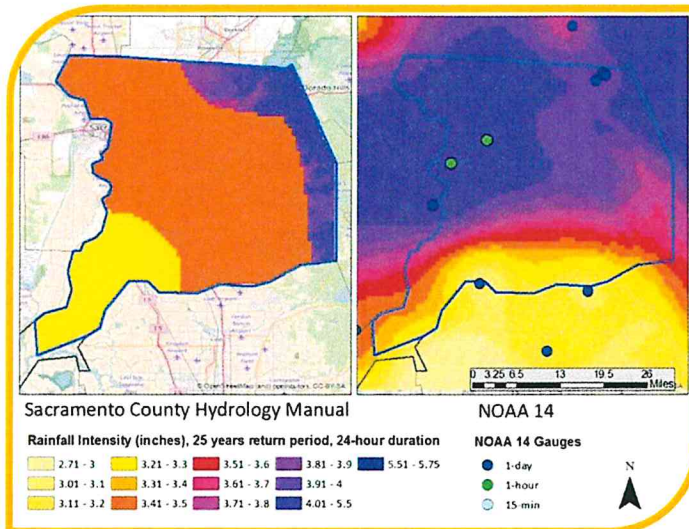 Sacramento County Hydrology Manual
NOAA 14
0 3.25 6.5 13 19.5 26
Miles
Rainfall Intensity (inches), 25 years return period, 24-hour duration
2.71 - 3
3.01 - 3.1
3.11 - 3.2
3.21 - 3.3
3.31 - 3.4
3.41 - 3.5
3.51 - 3.6
3.61 - 3.7
3.71 - 3.8
3.81 - 3.9
3.91 - 4
4.01 - 5.5
5.51 - 5.75
NOAA 14 Gauges
1-day
1-hour
15-min
N